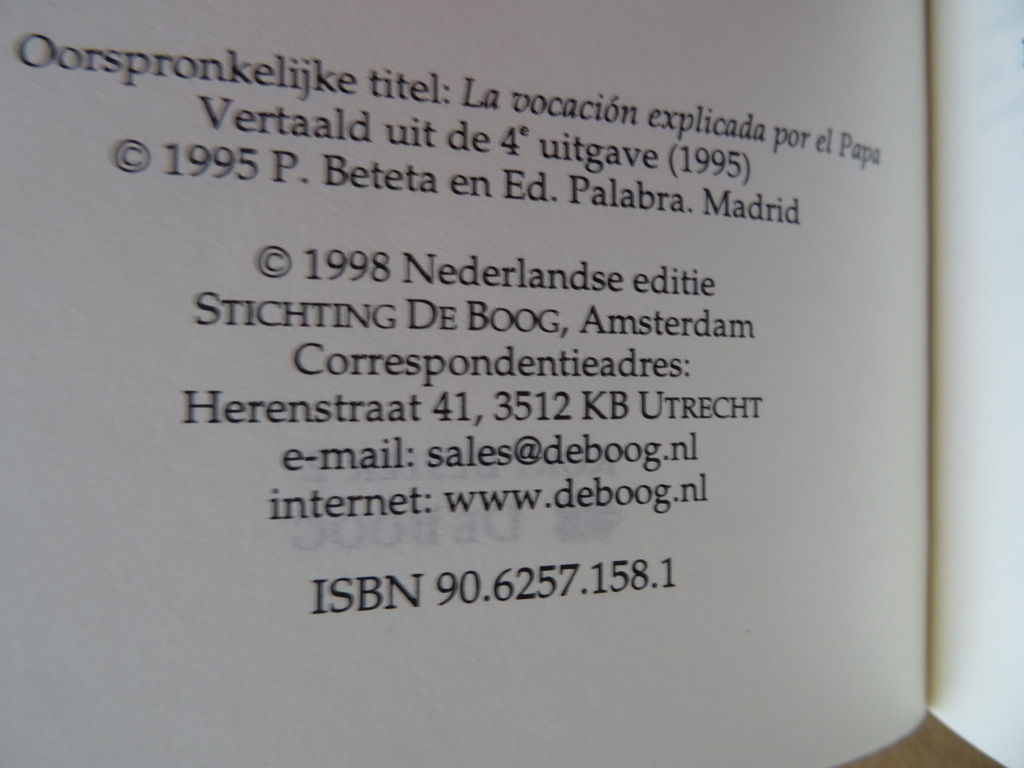 Oorspronkelijke titel: La vocación explicada por el Papa
Vertaald uit de 4e uitgave (1995)
© 1995 P. Beteta en Ed. Palabra. Madrid
© 1998 Nederlandse editie
STICHTING DE BOOG, Amsterdam
Correspondentieadres:
Herenstraat 41, 3512 KB UTRECHT
e-mail: sales@deboog.nl
internet: www.deboog.nl
DE BOOG
ISBN 90.6257.158.1